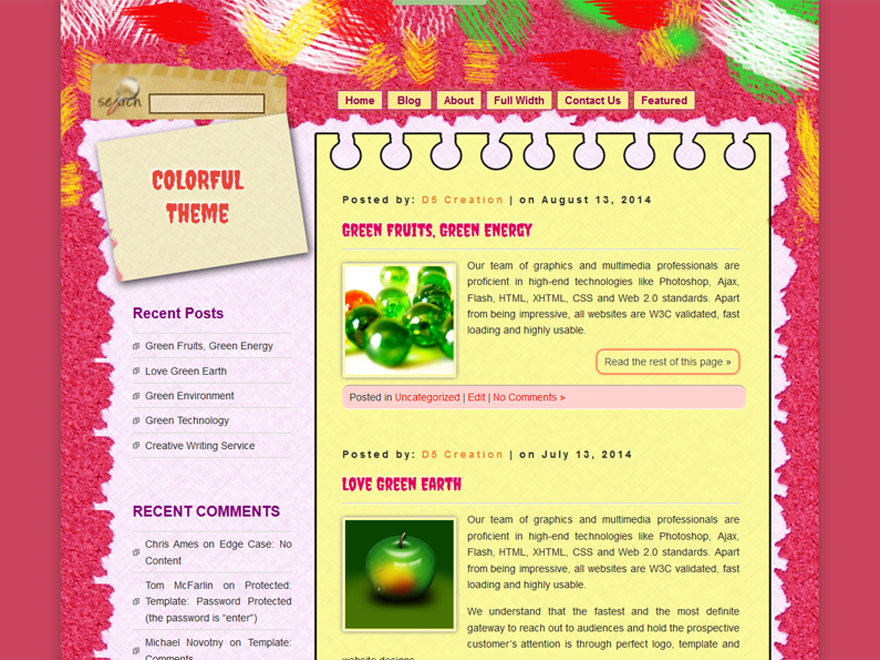 search
Home
Blog
About
Full Width
Contact Us
Featured
COLORFUL
THEME
Recent Posts
Green Fruits, Green Energy
Love Green Earth
Green Environment
Green Technology
Creative Writing Service
RECENT COMMENTS
Chris Ames on Edge Case: No
Content
Tom McFarlin on Protected:
Template: Password Protected
(the password is “enter”)
Michael Novotny on Template:
Comments
Posted by: D5 Creation | on August 13, 2014
GREEN FRUITS, GREEN ENERGY
Our team of graphics and multimedia professionals are
proficient in high-end technologies like Photoshop, Ajax,
Flash, HTML, XHTML, CSS and Web 2.0 standards. Apart
from being impressive, all websites are W3C validated, fast
loading and highly usable.
Read the rest of this page »
Posted in Uncategorized | Edit | No Comments »
Posted by: D5 Creation | on July 13, 2014
LOVE GREEN EARTH
Our team of graphics and multimedia professionals are
proficient in high-end technologies like Photoshop, Ajax,
Flash, HTML, XHTML, CSS and Web 2.0 standards. Apart
from being impressive, all websites are W3C validated, fast
loading and highly usable.
We understand that the fastest and the most definite
gateway to reach out to audiences and hold the prospective
customer’s attention is through perfect logo, template and
website designs.